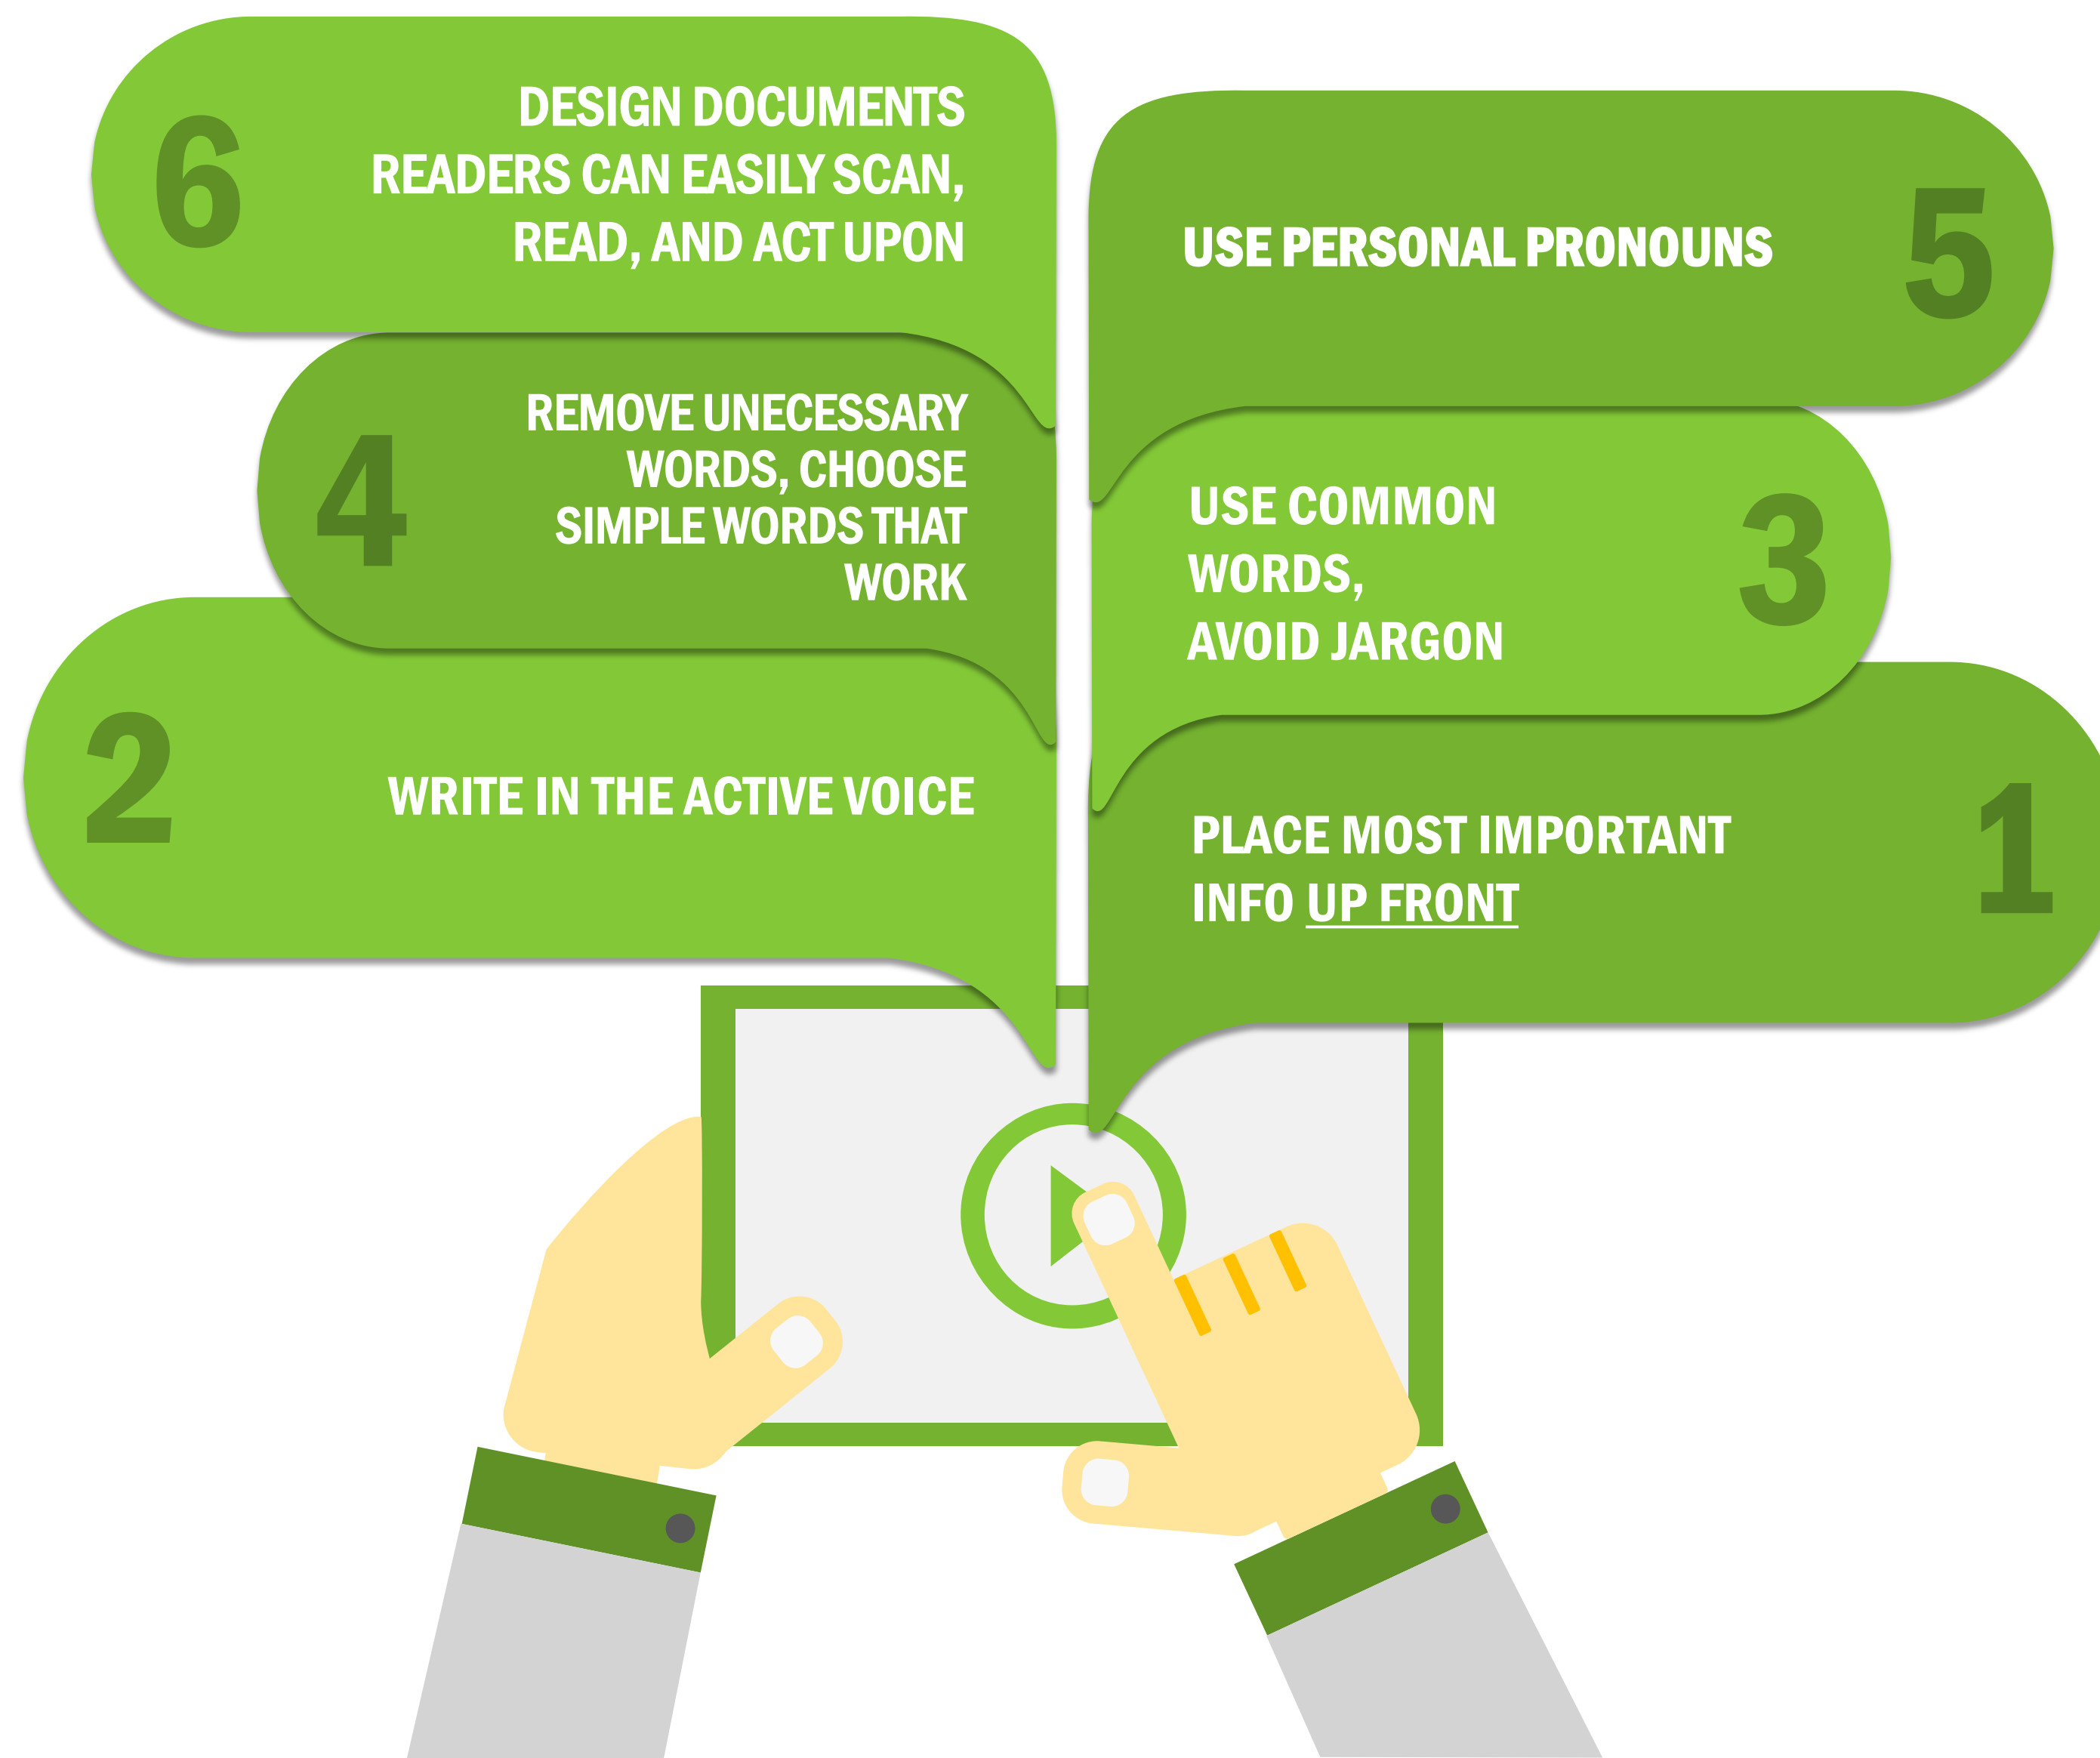 6
DESIGN DOCUMENTS
READERS CAN EASILY SCAN,
READ, AND ACT UPON
5
USE PERSONAL PRONOUNS
4
REMOVE UNECESSARY
WORDS, CHOOSE
SIMPLE WORDS THAT
WORK
3
USE COMMON
WORDS,
AVOID JARGON
2
WRITE IN THE ACTIVE VOICE
1
PLACE MOST IMPORTANT
INFO UP FRONT